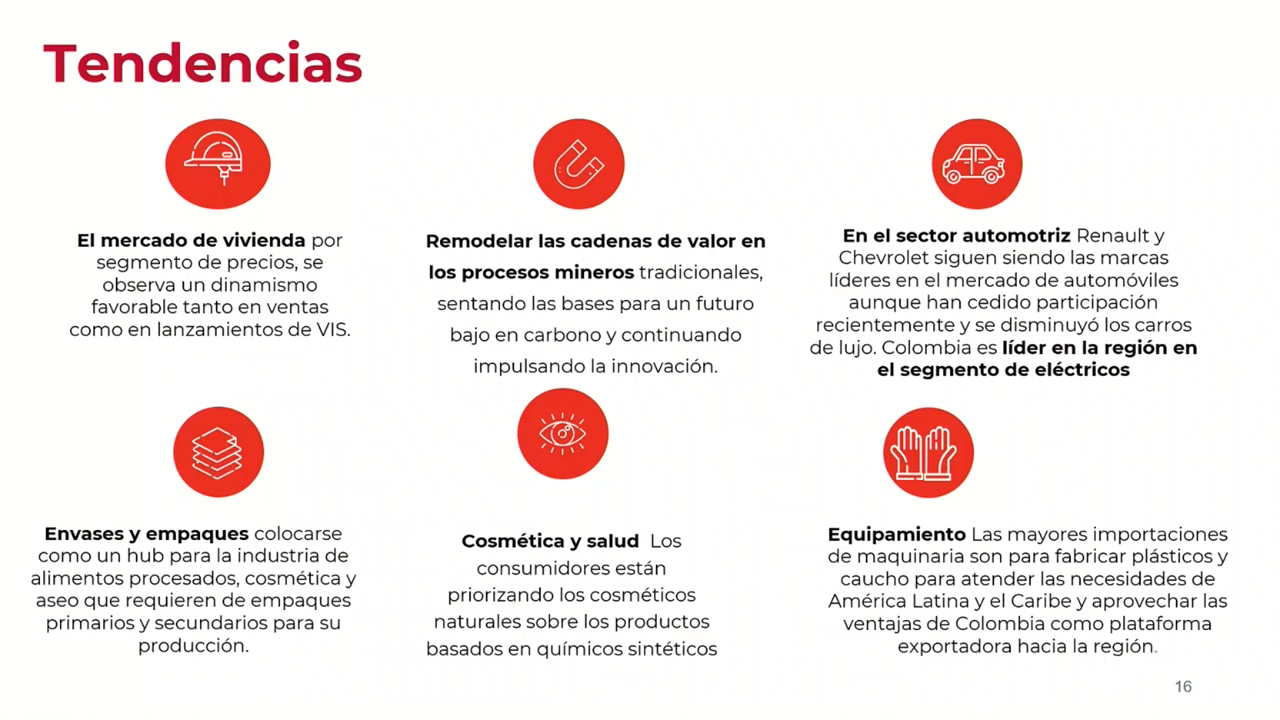 Tendencias
El mercado de vivienda por
segmento de precios, se
observa un dinamismo
favorable tanto en ventas
como en lanzamientos de VIS.
Remodelar las cadenas de valor en
los procesos mineros tradicionales,
sentando las bases para un futuro
bajo en carbono y continuando
impulsando la innovación.
En el sector automotriz Renault y
Chevrolet siguen siendo las marcas
líderes en el mercado de automóviles
aunque han cedido participación
recientemente y se disminuyó los carros
de lujo. Colombia es líder en la región en
el segmento de eléctricos
Envases y empaques colocarse
como un hub para la industria de
alimentos procesados, cosmética y
aseo que requieren de empaques
primarios y secundarios para su
producción.
Cosmética y salud Los
consumidores están
priorizando los cosméticos
naturales sobre los productos
basados en químicos sintéticos
Equipamiento Las mayores importaciones
de maquinaria son para fabricar plásticos y
caucho para atender las necesidades de
América Latina y el Caribe y aprovechar las
ventajas de Colombia como plataforma
exportadora hacia la región.
16